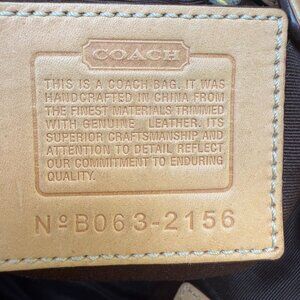 COACH
THIS IS A COACH BAG. IT WAS
HANDCRAFTED IN CHINA FROM
THE FINEST MATERIALS TRIMMED
WITH GENUINE LEATHER. ITS
SUPERIOR CRAFTSMANSHIP AND
ATTENTION TO DETAIL REFLECT
OUR COMMITMENT TO ENDURING
QUALITY.
NºB063-2156